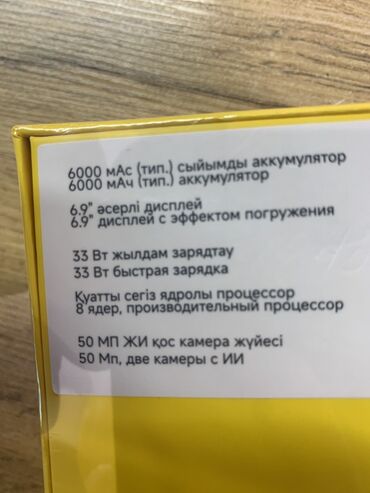 6000 мАс (тип.) сыйымды аккумулятор
6000 мАч (тип.) аккумулятор
6.9" әсерлі дисплей
6.9" дисплей с эффектом погружения
33 Вт жылдам зарядтау
33 Вт быстрая зарядка
Қуатты сегіз ядролы процессор
8 ядер, производительный процессор
50 МП ЖИ қос камера жүйесі
50 Мп, две камеры с ИИ